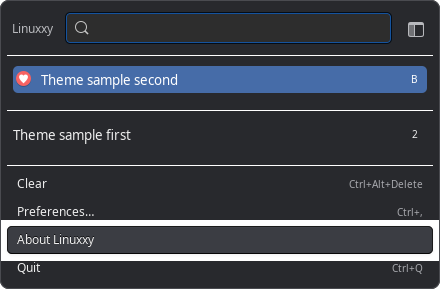 Linuxxy
Theme sample second B
Theme sample first 2
Clear Ctrl+Alt+Delete
Preferences... Ctrl+,
About Linuxxy
Quit Ctrl+Q